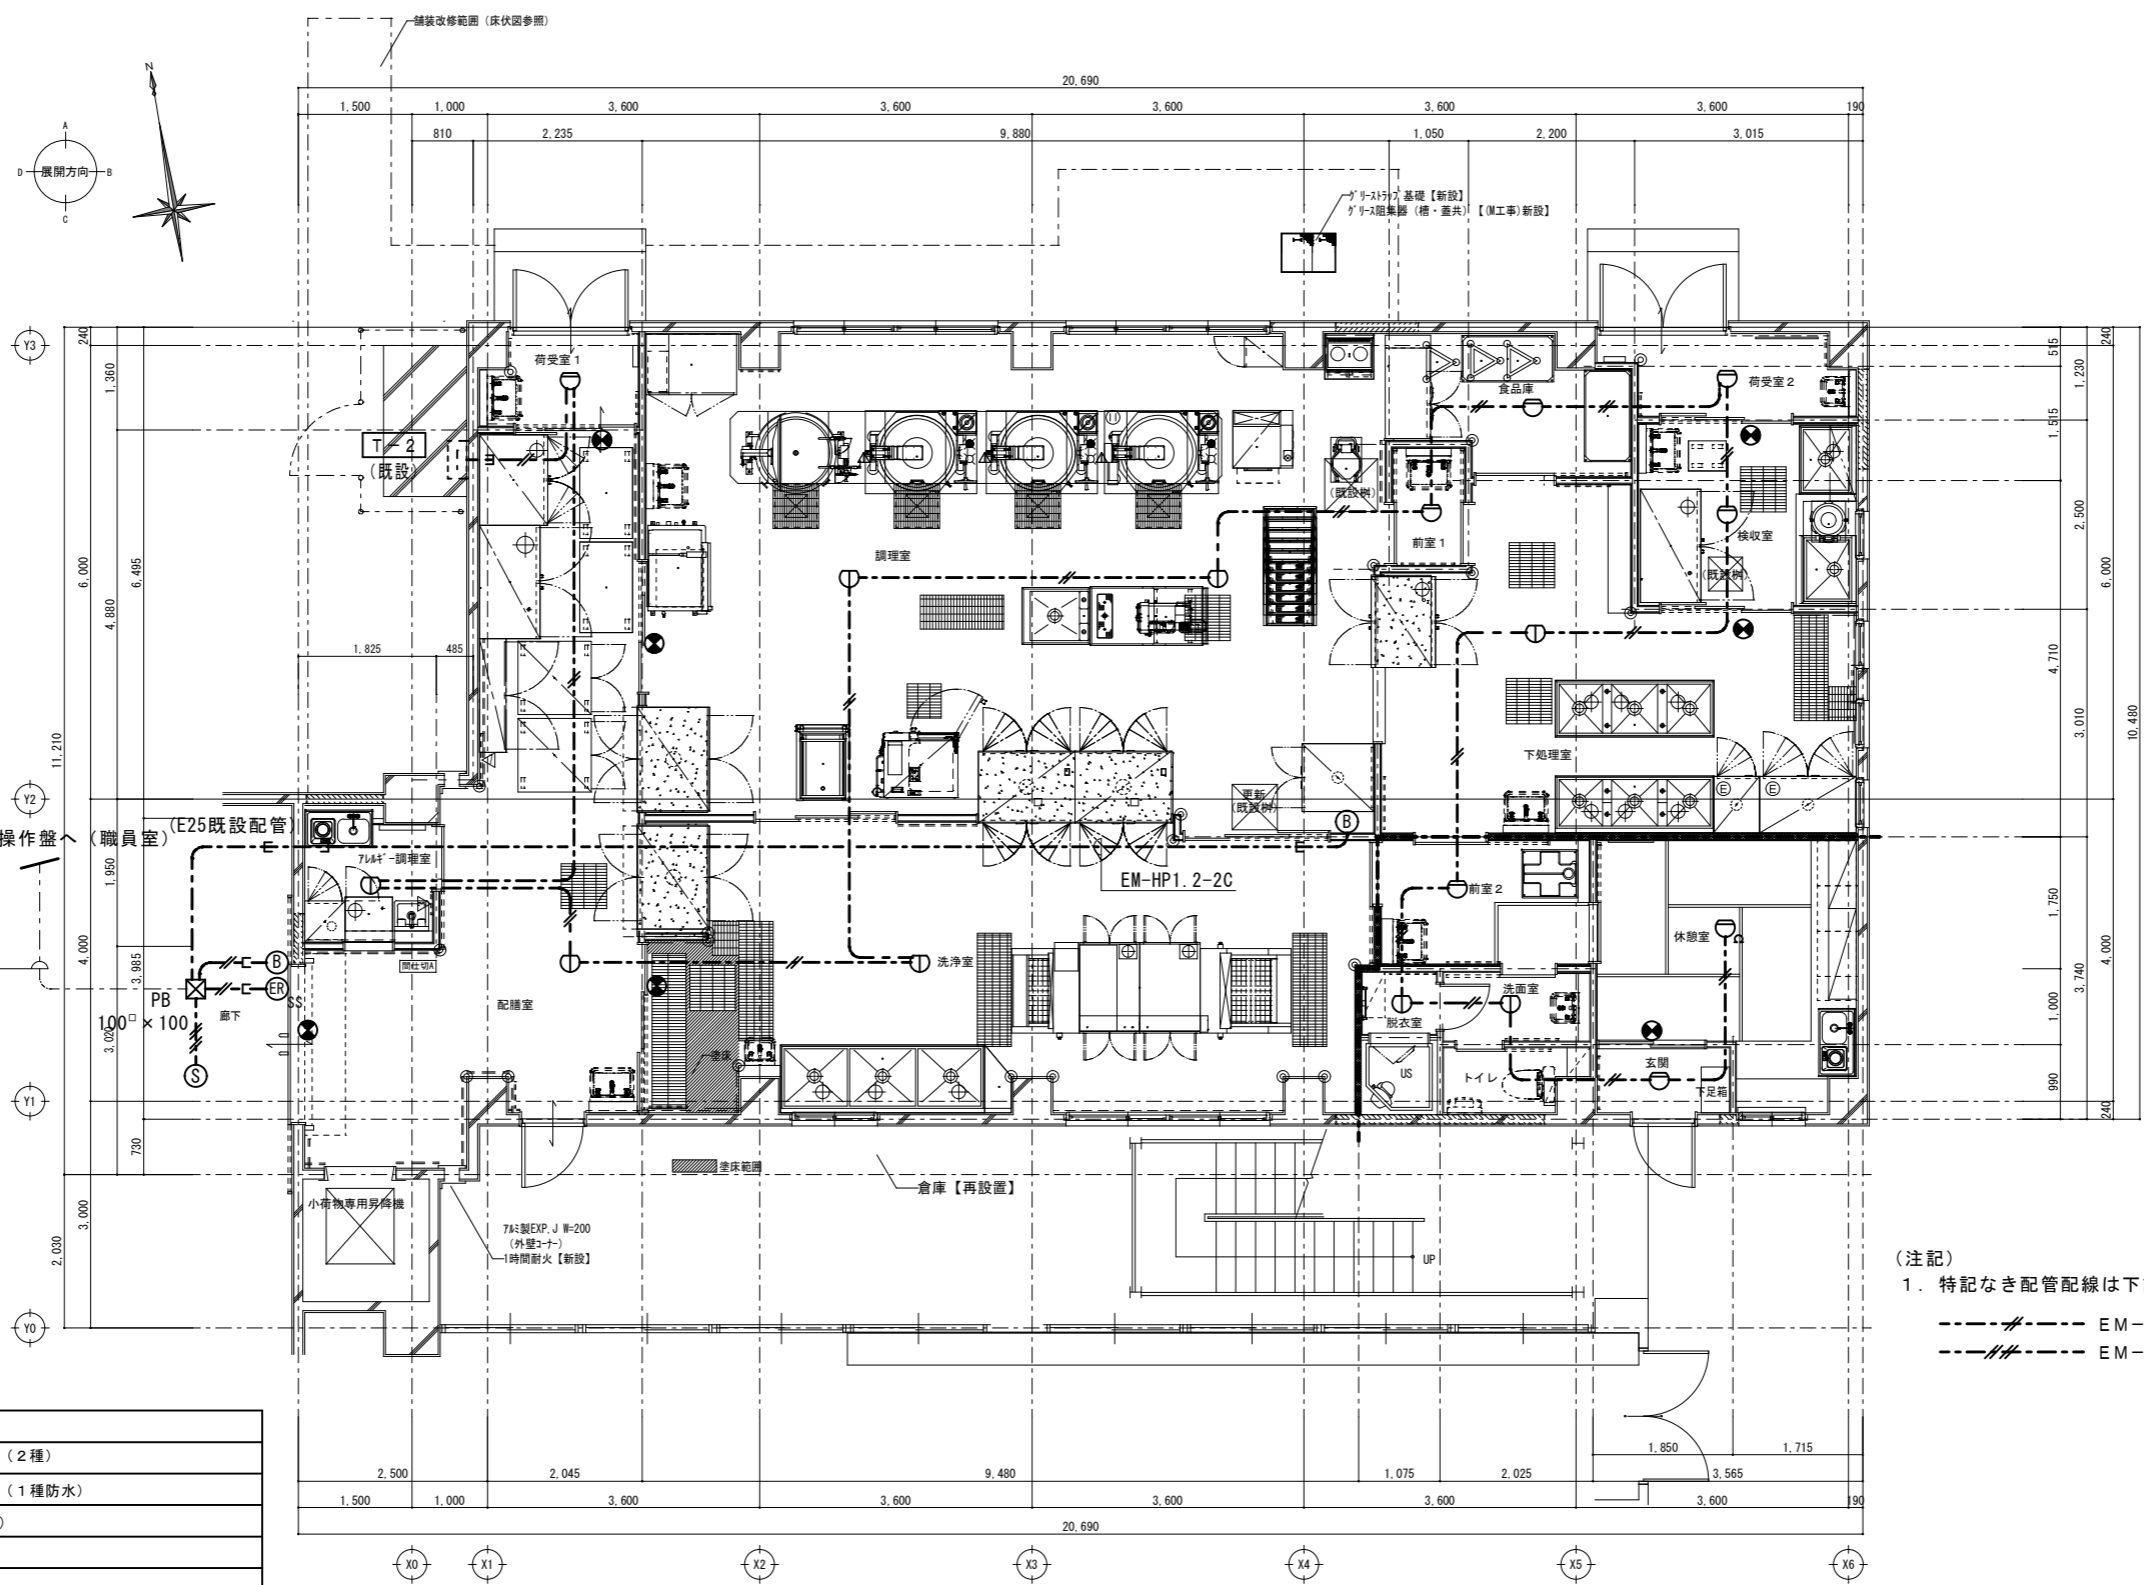 舗装改修範囲（床伏図参照）
N
A
D
展開方向
B
C
20,690
1,500
1,000
3,600
3,600
3,600
3,600
3,600
190
810
2,235
9,880
1,050
2,200
3,015
ｸﾞﾘｰｽﾄﾗｯﾌﾟ基礎【新設】
ｸﾞﾘｰｽ阻集器（槽・蓋共）【(M工事)新設】
Y3
240
1,360
荷受室１
食品庫
荷受室２
515
1,230
240
T－2
（既設）
1,515
(既設桝)
前室１
検収室
(既設桝)
2,500
調理室
6,000
4,880
6,495
6,000
10,480
1,825
485
4,710
3,010
下処理室
11,210
Y2
更新
(既設桝)
E
E
B
操作盤へ（職員室）
(E25既設配管)
ｱﾚﾙｷﾞｰ調理室
EM-HP1.2-2C
1,950
前室２
1,750
休憩室
4,000
3,985
間仕切A
洗浄室
B
ER
SS
PB
100□×100
廊下
配膳室
洗面室
脱衣室
1,000
3,740
4,000
3,020
S
塗床
US
トイレ
玄関
下足箱
Y1
990
240
730
塗床範囲
倉庫【再設置】
小荷物専用昇降機
ｱﾙﾐ製EXP.J W=200
（外壁ｺｰﾅｰ）
1時間耐火【新設】
3,000
2,030
UP
（注記）
１．特記なき配管配線は下
EM-
EM-
Y0
（２種）
（１種防水）
1,850
1,715
2,500
2,045
9,480
1,075
2,025
3,565
1,500
1,000
3,600
3,600
3,600
3,600
3,600
190
20,690
X0
X1
X2
X3
X4
X5
X6